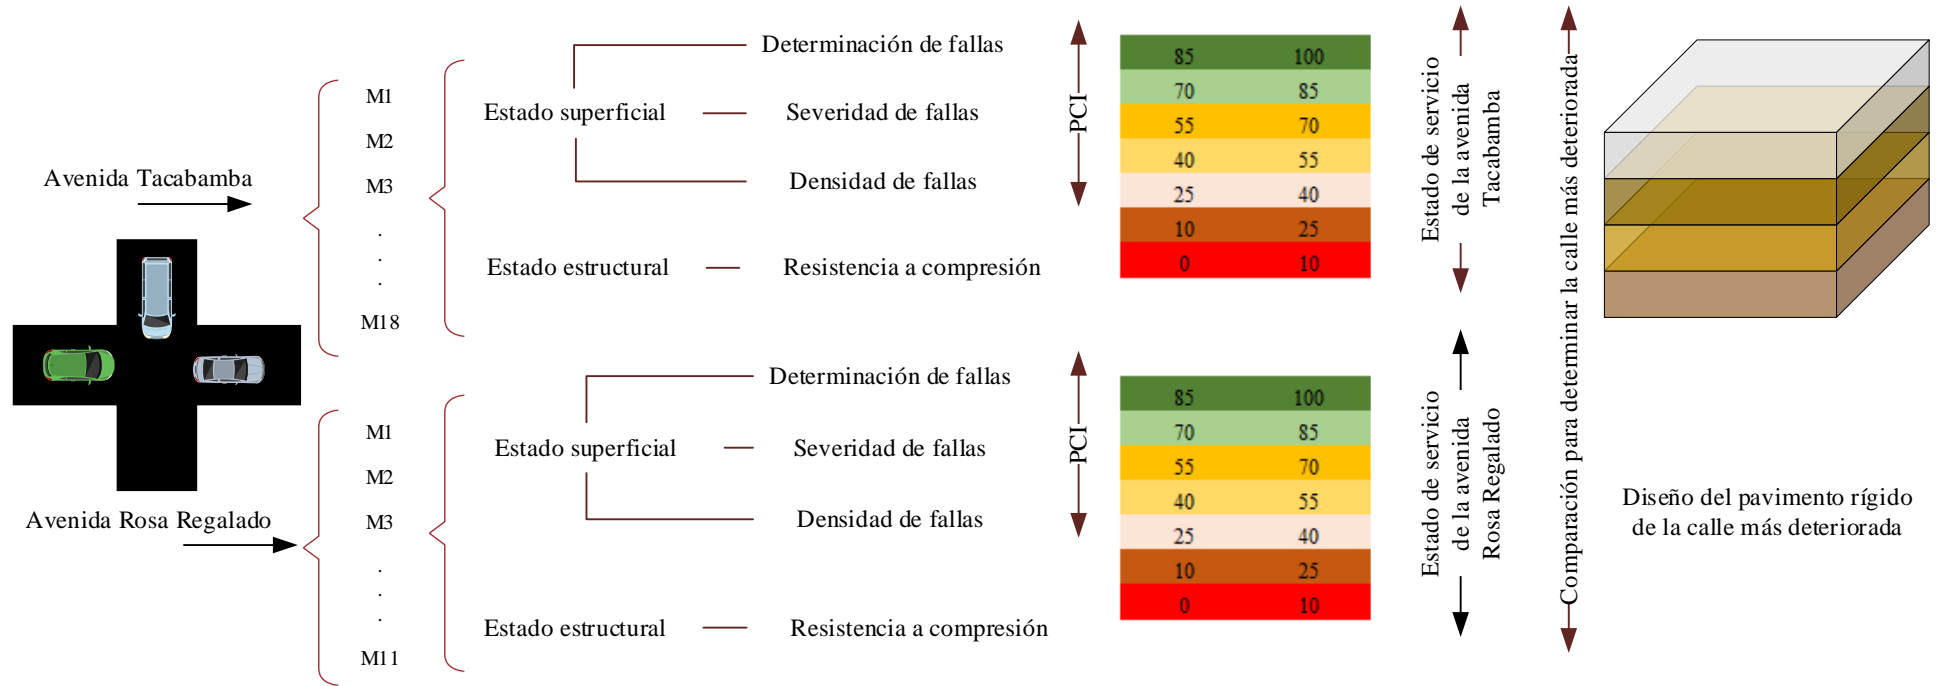 Avenida Tacabamba
Avenida Rosa Regalado
M1
M2
M3
.
.
.
M18
Estado superficial
Determinación de fallas
Severidad de fallas
Densidad de fallas
Estado estructural
Resistencia a compresión
PCI
85 100
70 85
55 70
40 55
25 40
10 25
0 10
Estado de servicio
de la avenida
Tacabamba
M1
M2
M3
.
.
.
M11
Estado superficial
Determinación de fallas
Severidad de fallas
Densidad de fallas
Estado estructural
Resistencia a compresión
PCI
85 100
70 85
55 70
40 55
25 40
10 25
0 10
Estado de servicio
de la avenida
Rosa Regalado
Comparación para determinar la calle más deteriorada
Diseño del pavimento rígido
de la calle más deteriorada